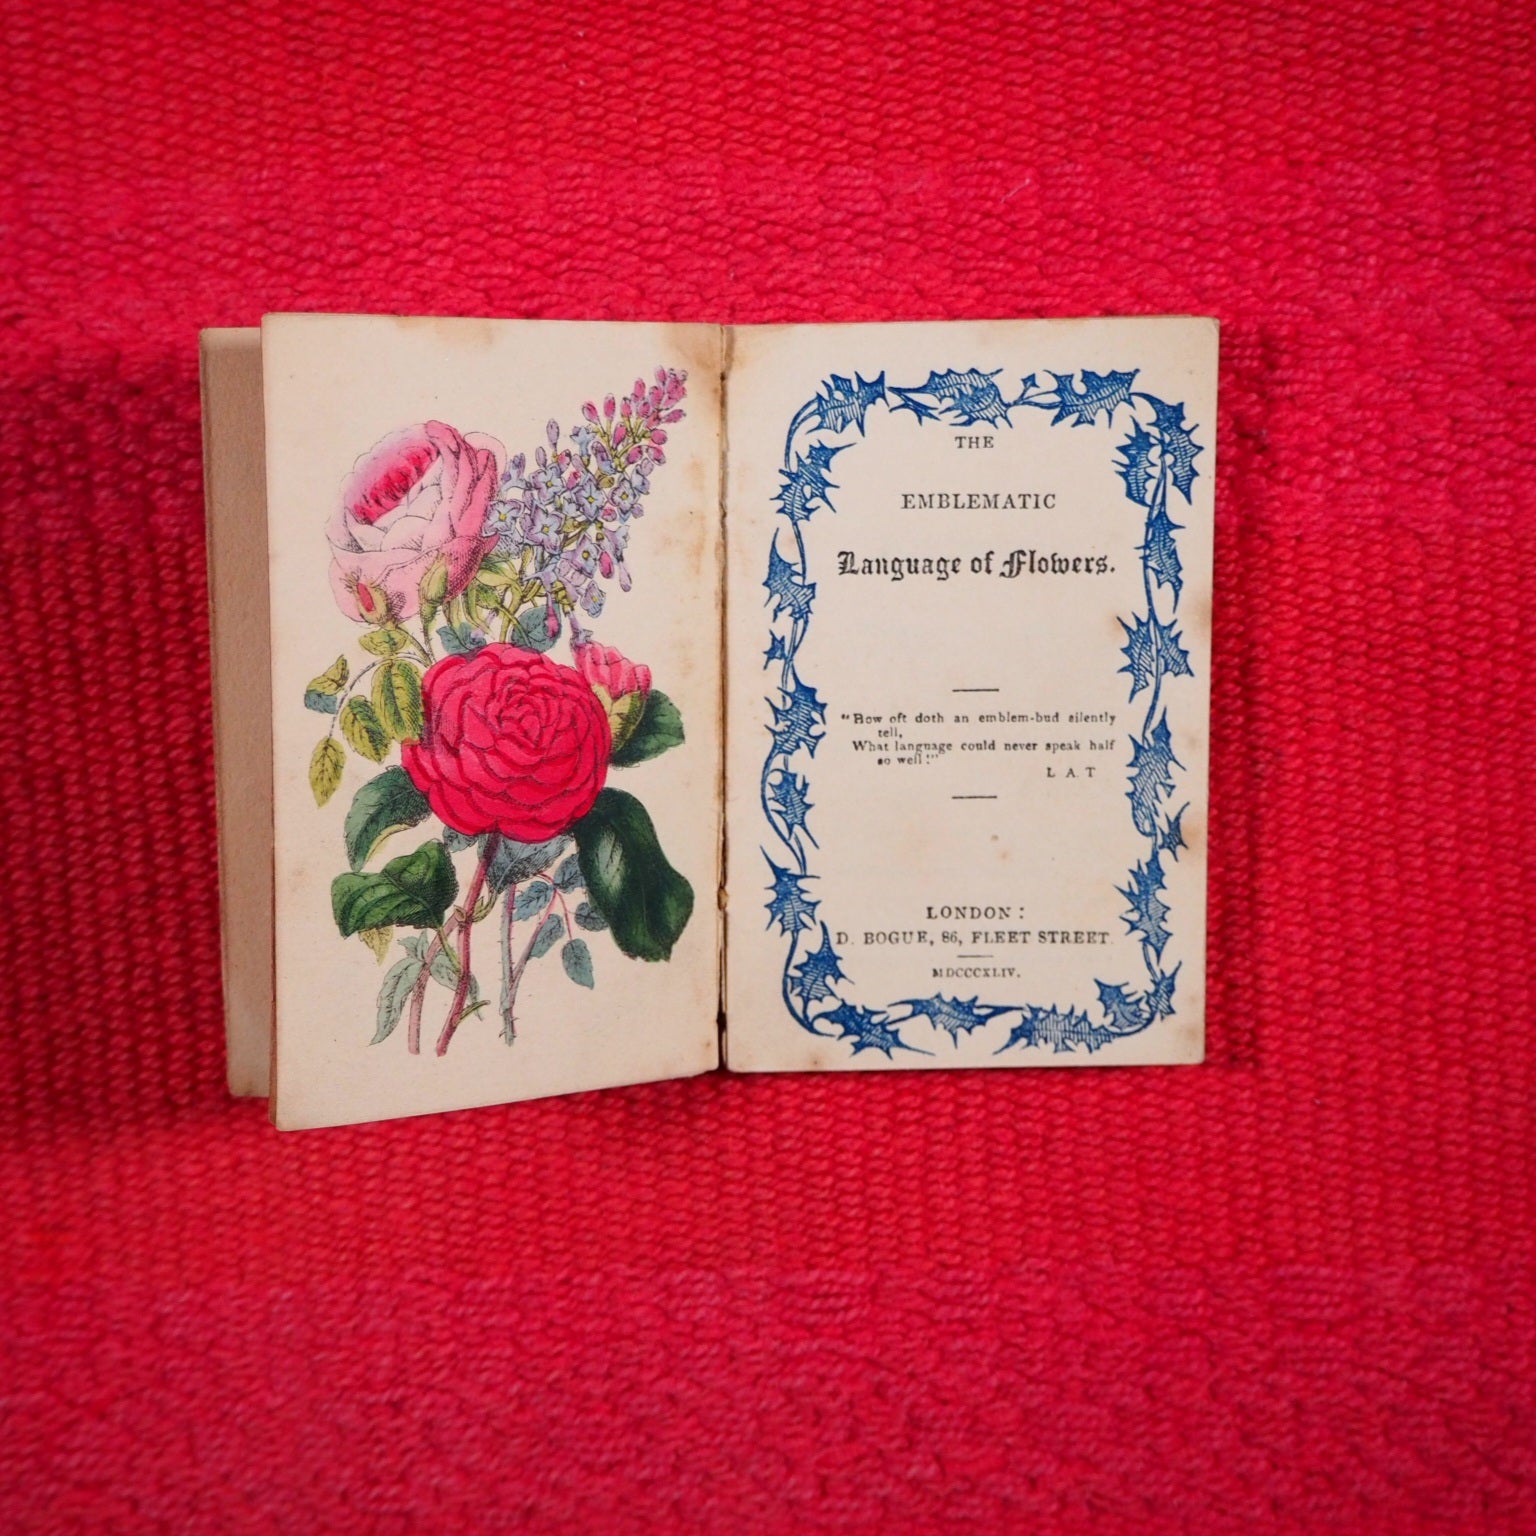 THE
EMBLEMATIC
Language of Flowers.
"How oft doth an emblem-bud silently
tell,
What language could never speak half
so well!"
L A T
LONDON:
D. BOGUE, 86, FLEET STREET.
MDCCCXLIV.